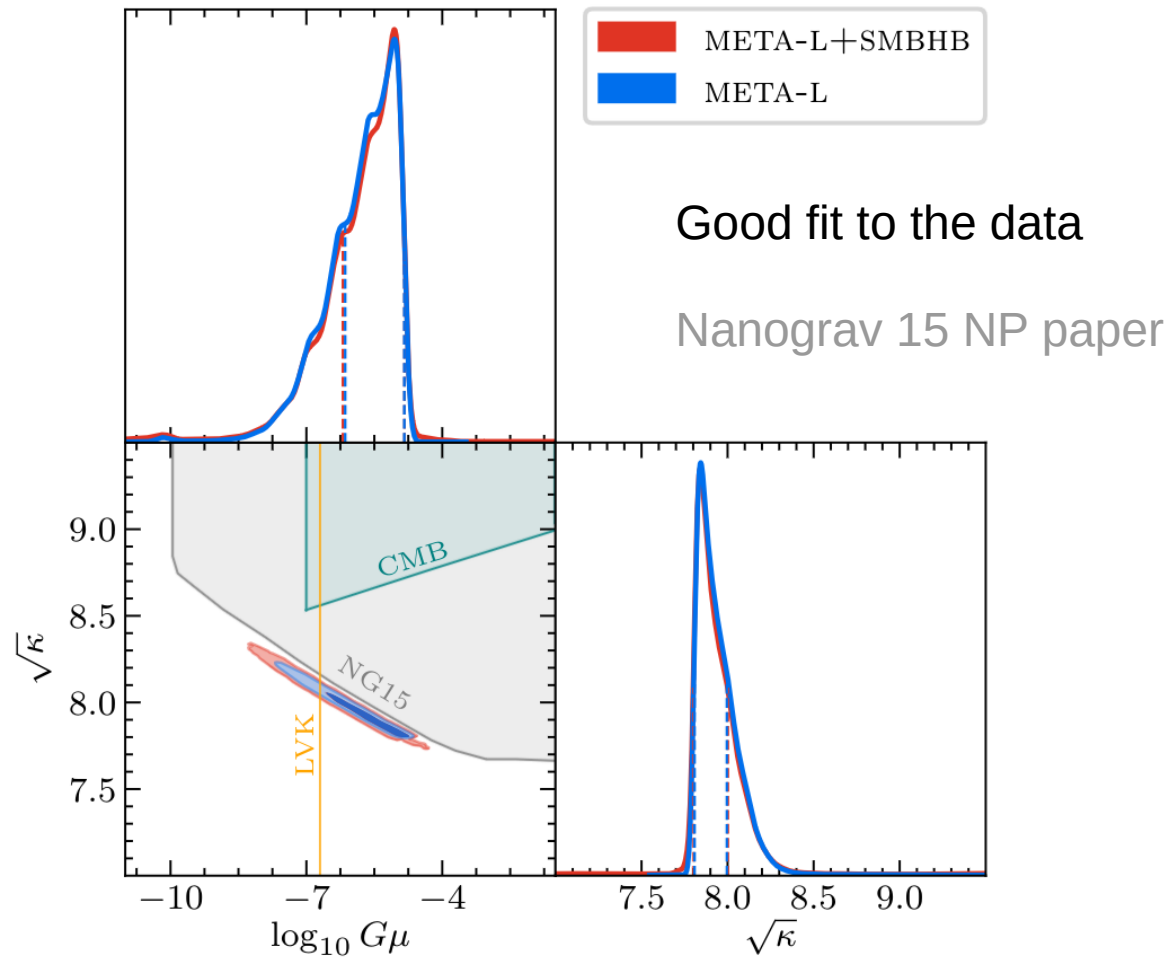 META-L+SMBHB
META-L
Good fit to the data
Nanograv 15 NP paper
9.0
8.5
8.0
7.5
√κ
CMB
NG15
LVK
−10
−7
−4
log₁₀ Gμ
7.5
8.0
8.5
9.0
√κ